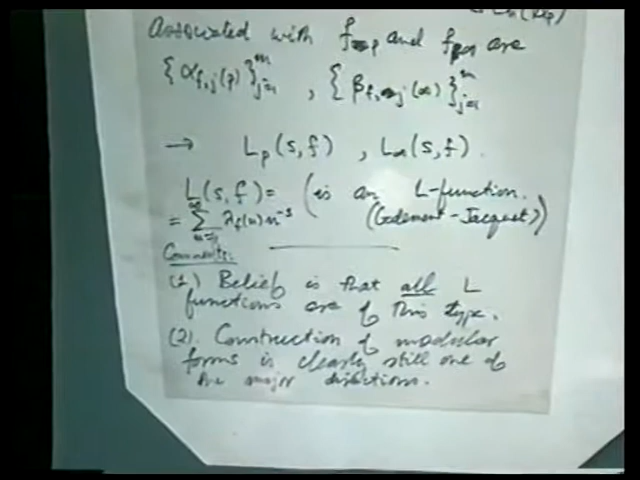 Associated with f_p and f_∞ are
{α_{f,j}(p)}_{j=1}^m , {β_{f,j}(∞)}_{j=1}^m
→ L_p(s,f) , L_∞(s,f).
L(s,f) = (is an L-function.
= Σ_{n=1}^∞ λ_f(n) n^{-s} (Godement-Jacquet))
Comments:
(1) Belief is that all L
functions are of this type.
(2). Construction of modular
forms is clearly still one of
the major directions.